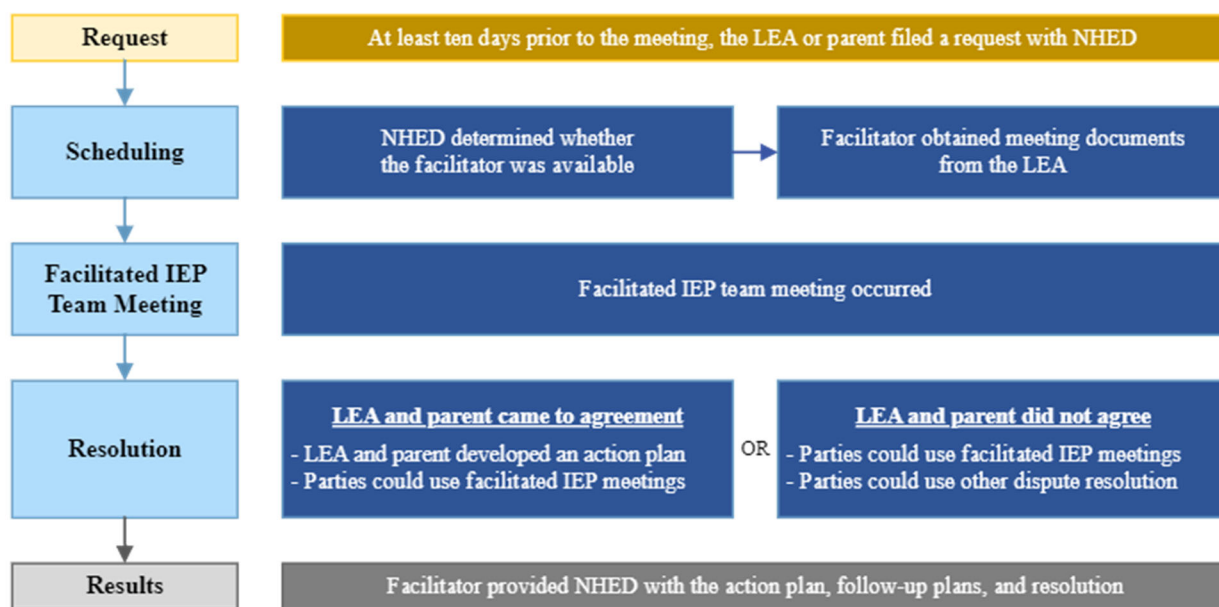 Request
At least ten days prior to the meeting, the LEA or parent filed a request with NHED
Scheduling
NHED determined whether
the facilitator was available
Facilitator obtained meeting documents
from the LEA
Facilitated IEP
Team Meeting
Facilitated IEP team meeting occurred
Resolution
LEA and parent came to agreement
- LEA and parent developed an action plan
- Parties could use facilitated IEP meetings
OR
LEA and parent did not agree
- Parties could use facilitated IEP meetings
- Parties could use other dispute resolution
Results
Facilitator provided NHED with the action plan, follow-up plans, and resolution